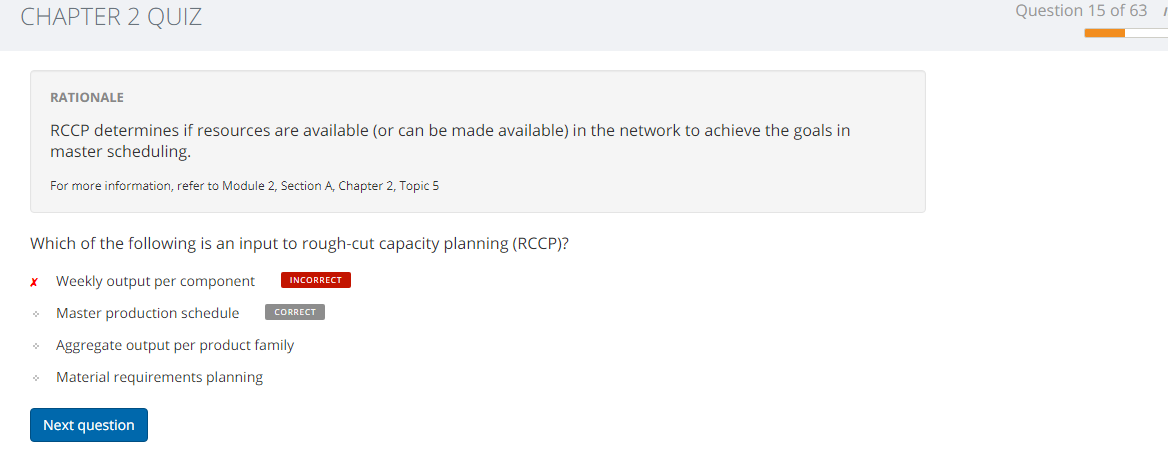 CHAPTER 2 QUIZ
Question 15 of 63
RATIONALE
RCCP determines if resources are available (or can be made available) in the network to achieve the goals in
master scheduling.
For more information, refer to Module 2, Section A, Chapter 2, Topic 5
Which of the following is an input to rough-cut capacity planning (RCCP)?
✗ Weekly output per component INCORRECT
Master production schedule CORRECT
Aggregate output per product family
Material requirements planning
Next question